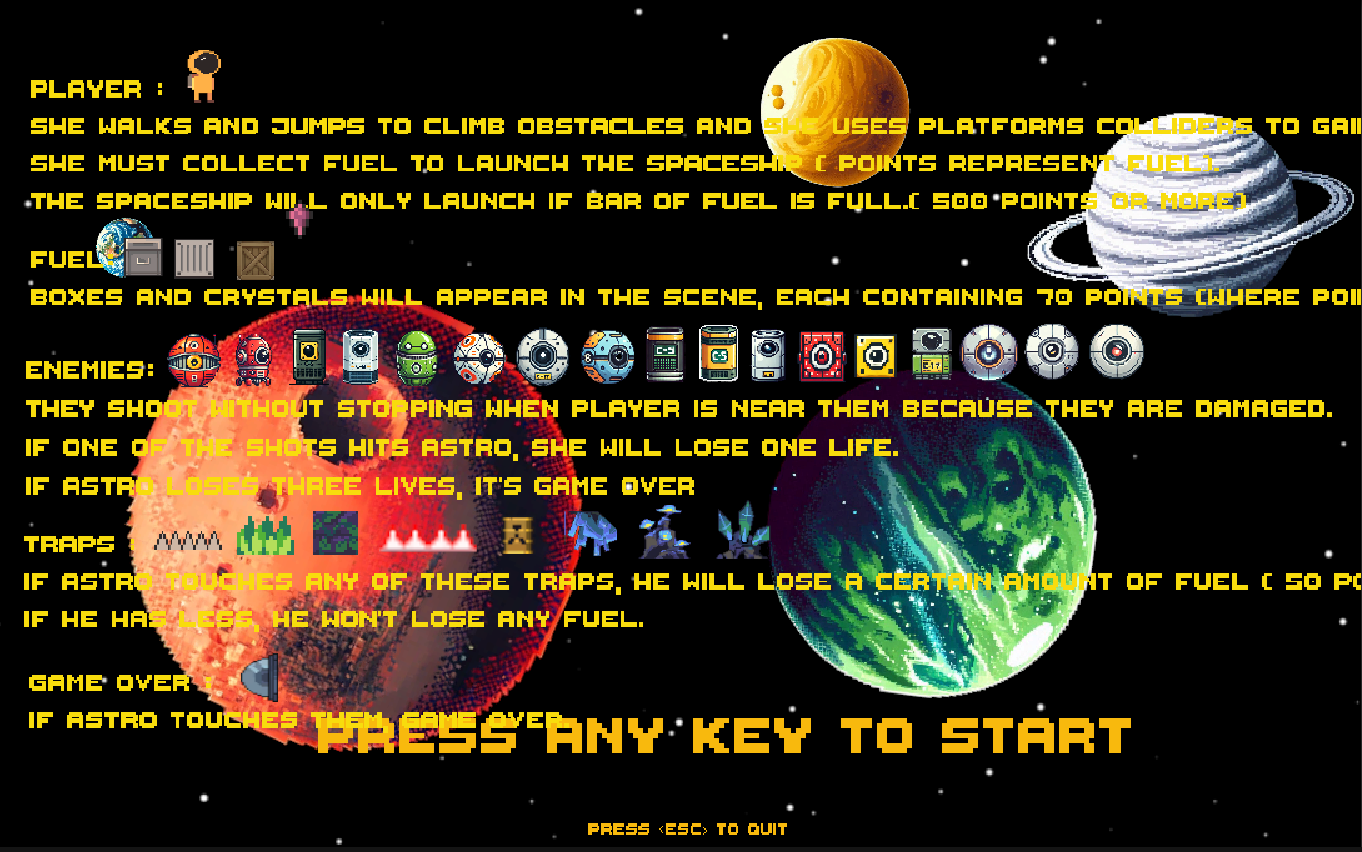 PLAYER :
SHE WALKS AND JUMPS TO CLIMB OBSTACLES AND SHE USES PLATFORMS COLLIDERS TO
SHE MUST COLLECT FUEL TO LAUNCH THE SPACESHIP ( POINTS REPRESENT FUEL).
THE SPACESHIP WILL ONLY LAUNCH IF BAR OF FUEL IS FULL.( 500 POINTS OR MORE)
FUEL
BOXES AND CRYSTALS WILL APPEAR IN THE SCENE, EACH CONTAINING 70 POINTS (WHERE
ENEMIES:
THEY SHOOT WITHOUT STOPPING WHEN PLAYER IS NEAR THEM BECAUSE THEY ARE DAMAGED.
IF ONE OF THE SHOTS HITS ASTRO, SHE WILL LOSE ONE LIFE.
IF ASTRO LOSES THREE LIVES, IT'S GAME OVER
TRAPS :
IF ASTRO TOUCHES ANY OF THESE TRAPS, HE WILL LOSE A CERTAIN AMOUNT OF FUEL ( 50
IF HE HAS LESS, HE WON'T LOSE ANY FUEL.
GAME OVER :
IF ASTRO TOUCHES THEM, GAME OVER.
PRESS ANY KEY TO START
PRESS <ESC> TO QUIT